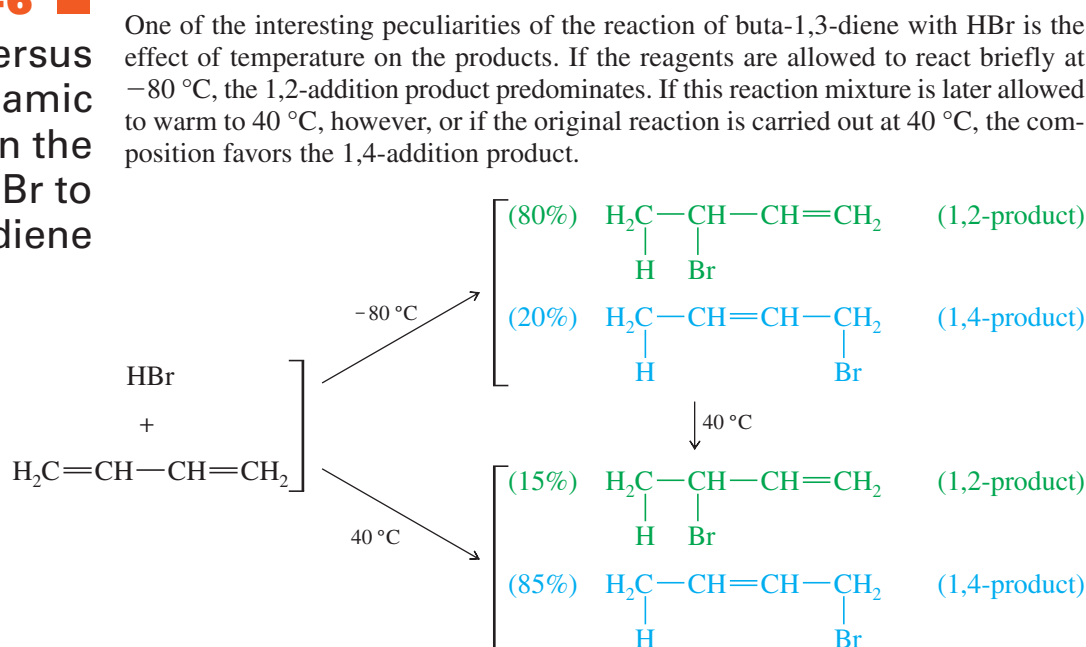 -6
ersus
amic
n the
Br to
diene
One of the interesting peculiarities of the reaction of buta-1,3-diene with HBr is the
effect of temperature on the products. If the reagents are allowed to react briefly at
−80 °C, the 1,2-addition product predominates. If this reaction mixture is later allowed
to warm to 40 °C, however, or if the original reaction is carried out at 40 °C, the com-
position favors the 1,4-addition product.
(80%) H₂C—CH—CH=CH₂ (1,2-product)
H Br
−80 °C
(20%) H₂C—CH=CH—CH₂ (1,4-product)
H Br
HBr
+
H₂C=CH—CH=CH₂
40 °C
40 °C
(15%) H₂C—CH—CH=CH₂ (1,2-product)
H Br
(85%) H₂C—CH=CH—CH₂ (1,4-product)
H Br